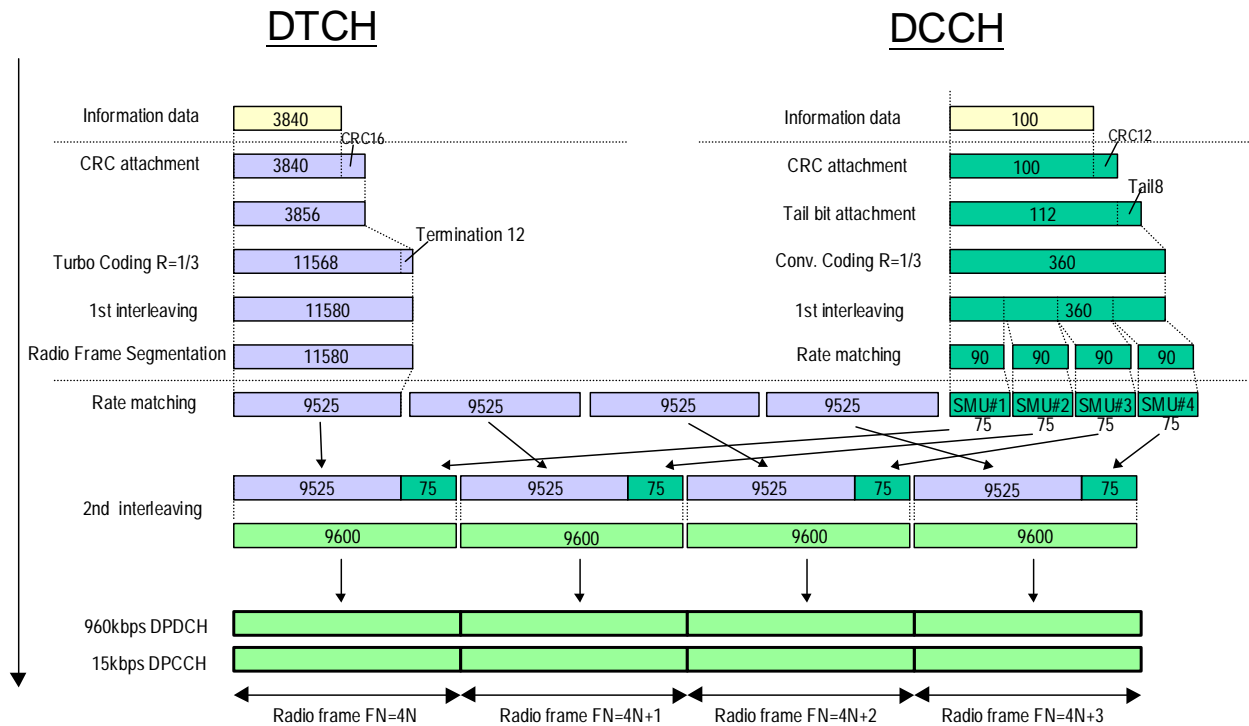 DTCH DCCH
Information data 3840 Information data 100
CRC16 CRC12
CRC attachment 3840 CRC attachment 100
Tail8
3856 Tail bit attachment 112
Termination 12
Turbo Coding R=1/3 11568 Conv. Coding R=1/3 360
1st interleaving 11580 1st interleaving 360
Radio Frame Segmentation 11580 Rate matching 90 90 90 90
Rate matching 9525 9525 9525 9525 SMU#1 SMU#2 SMU#3 SMU#4
75 75 75 75
9525 75 9525 75 9525 75 9525 75
2nd interleaving
9600 9600 9600 9600
960kbps DPDCH
15kbps DPCCH
Radio frame FN=4N Radio frame FN=4N+1 Radio frame FN=4N+2 Radio frame FN=4N+3